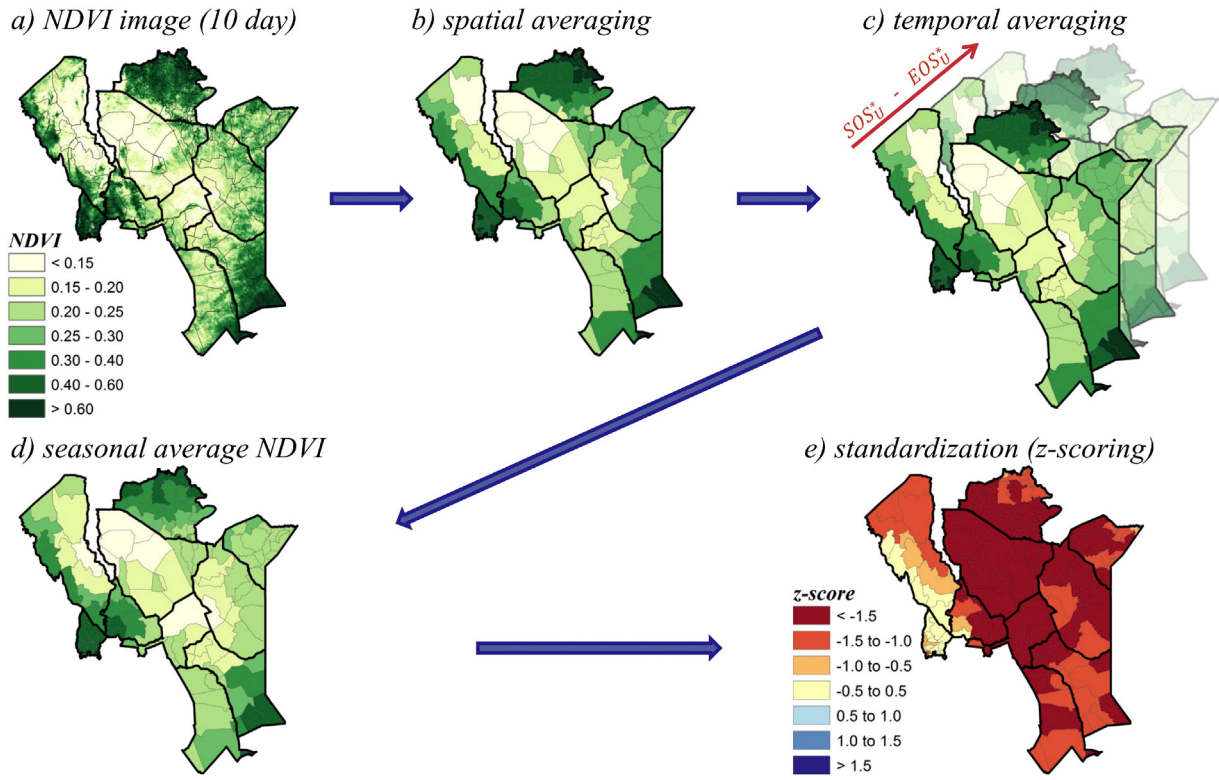 a) NDVI image (10 day)
b) spatial averaging
c) temporal averaging
SOS*U - EOS*U
NDVI
< 0.15
0.15 - 0.20
0.20 - 0.25
0.25 - 0.30
0.30 - 0.40
0.40 - 0.60
> 0.60
d) seasonal average NDVI
e) standardization (z-scoring)
z-score
< -1.5
-1.5 to -1.0
-1.0 to -0.5
-0.5 to 0.5
0.5 to 1.0
1.0 to 1.5
> 1.5